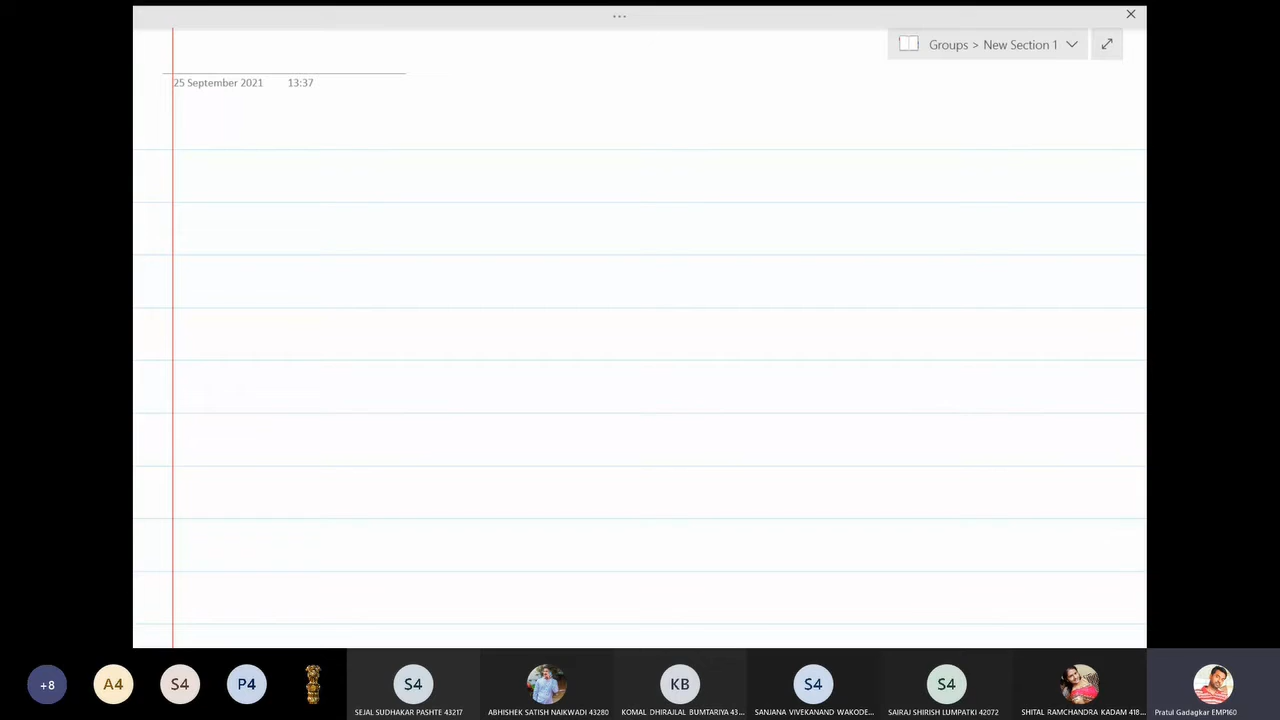 Groups > New Section 1
25 September 2021 13:37
+8
A4
S4
P4
S4
KB
S4
S4
SEJAL SUDHAKAR PASHTE 43217
ABHISHEK SATISH NAIKWADI 43280
KOMAL DHIRAJLAL BUMTARIYA 43...
SANJANA VIVEKANAND WAKODE...
SAIRAJ SHIRISH LUMPATKI 42072
SHITAL RAMCHANDRA KADAM 418...
Pratul Gadagkar EMP160